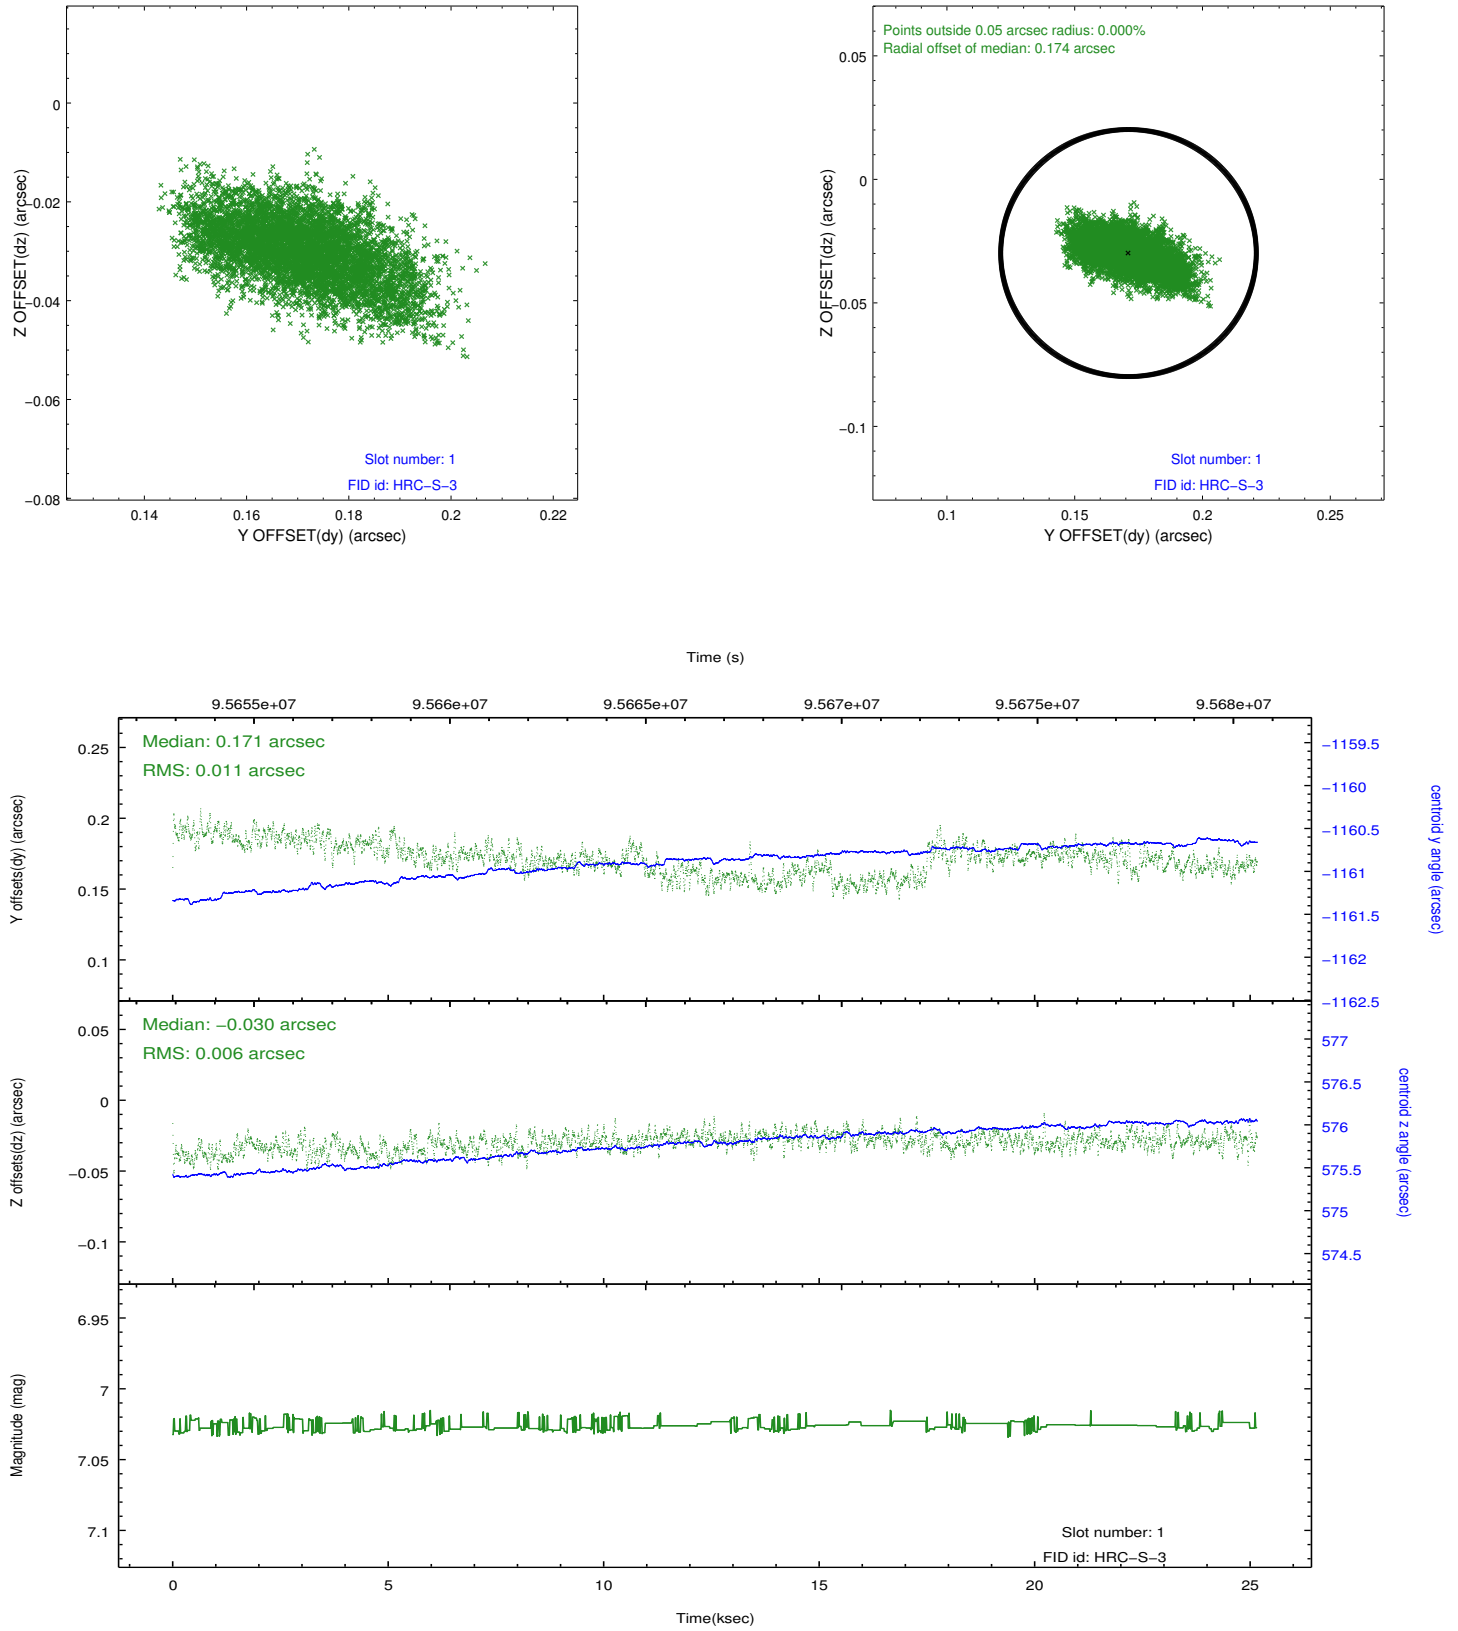 0
−0.02
−0.04
−0.06
−0.08
Z OFFSET(dz) (arcsec)
Slot number: 1
FID id: HRC−S−3
0.14 0.16 0.18 0.2 0.22
Y OFFSET(dy) (arcsec)
Points outside 0.05 arcsec radius: 0.000%
Radial offset of median: 0.174 arcsec
0.05
0
−0.05
−0.1
Z OFFSET(dz) (arcsec)
Slot number: 1
FID id: HRC−S−3
0.1 0.15 0.2 0.25
Y OFFSET(dy) (arcsec)
Time (s)
9.5655e+07 9.566e+07 9.5665e+07 9.567e+07 9.5675e+07 9.568e+07
Median: 0.171 arcsec
RMS: 0.011 arcsec
0.25
0.2
0.15
0.1
Y offsets(dy) (arcsec)
−1159.5
−1160
−1160.5
−1161
−1161.5
−1162
−1162.5
centroid y angle (arcsec)
Median: −0.030 arcsec
RMS: 0.006 arcsec
0.05
0
−0.05
−0.1
Z offsets(dz) (arcsec)
577
576.5
576
575.5
575
574.5
centroid z angle (arcsec)
6.95
7
7.05
7.1
Magnitude (mag)
Slot number: 1
FID id: HRC−S−3
0 5 10 15 20 25
Time(ksec)